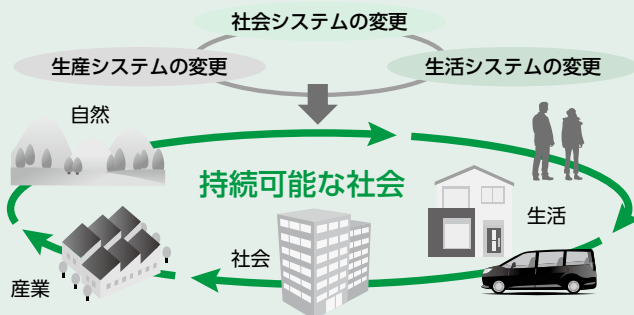 社会システムの変更
生産システムの変更
生活システムの変更
自然
持続可能な社会
生活
社会
産業